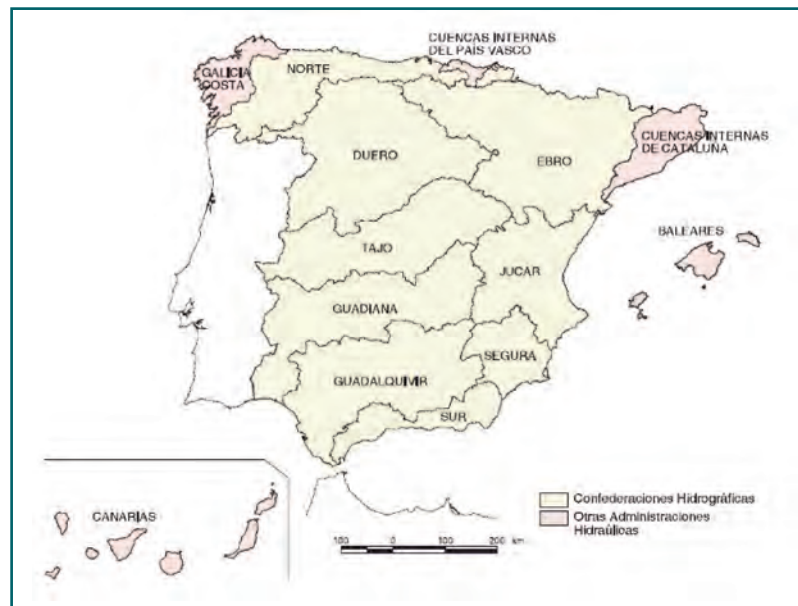 CUENCAS INTERNAS
DEL PAÍS VASCO
GALICIA
COSTA
NORTE
CUENCAS INTERNAS
DE CATALUÑA
DUERO
EBRO
BALEARES
TAJO
JUCAR
GUADIANA
SEGURA
GUADALQUIVIR
SUR
CANARIAS
Confederaciones Hidrográficas
Otras Administraciones
Hidraúlicas
100 0 100 200
km